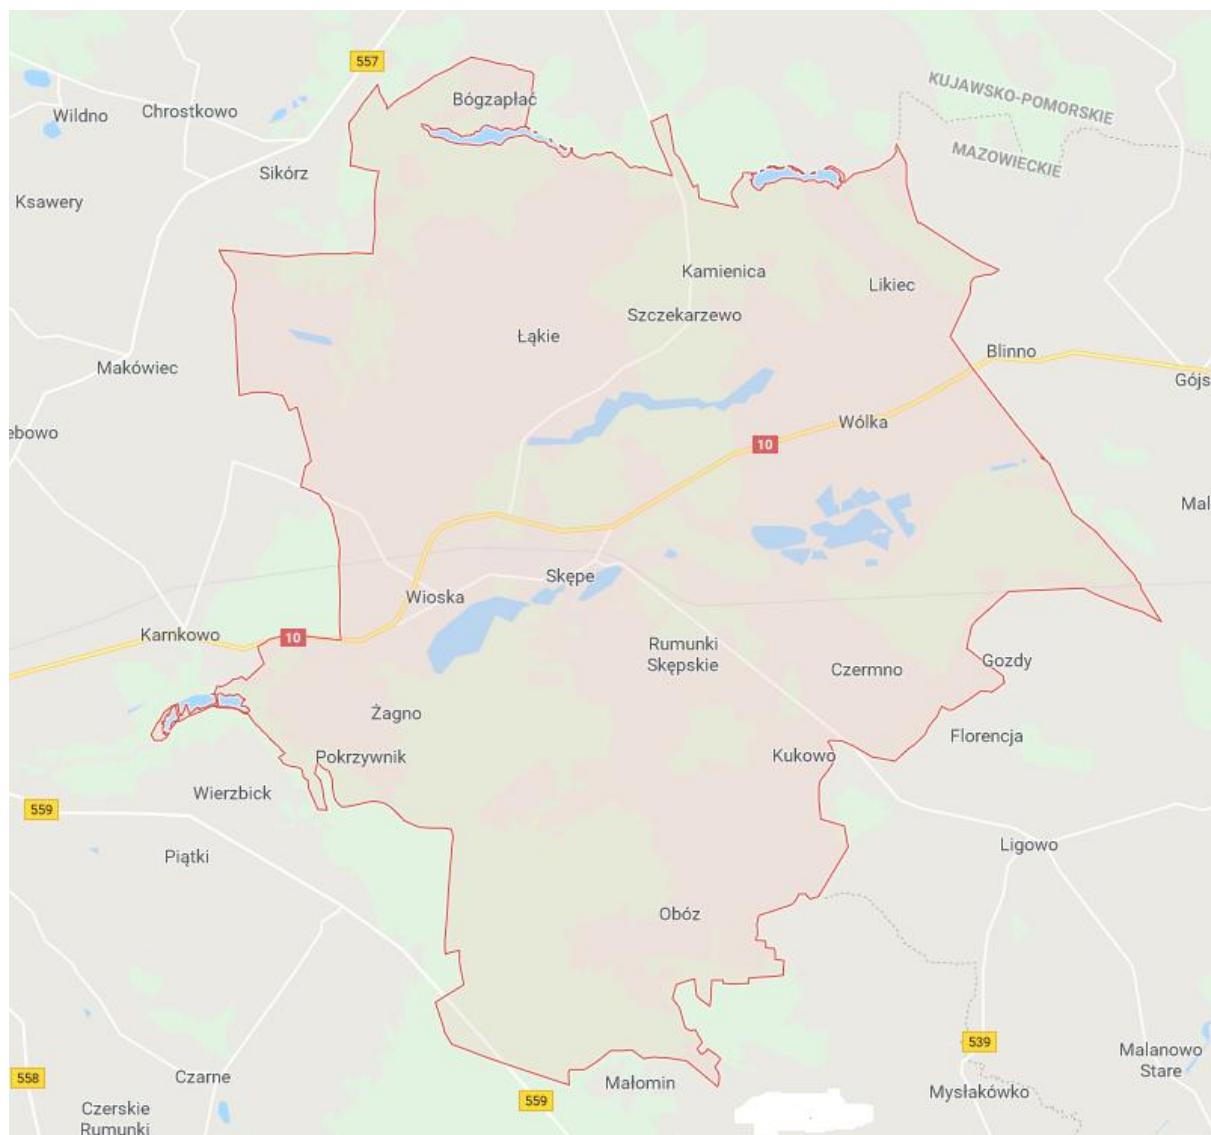 557
Bógzapłać
KUJAWSKO-POMORSKIE
Wildno
Chrostkowo
MAZOWIECKIE
Sikórz
Ksawery
Kamienica
Likiec
Szczekarzewo
Łąkie
Blinno
Makówiec
Gójs
Wólka
ebowo
10
Mal
Skępe
Wioska
Karnkowo
10
Rumunki
Skępskie
Gozdy
Czermno
Żagno
Florencja
Pokrzywnik
Kukowo
Wierzbick
559
Ligowo
Piątki
Obóz
539
Malanowo
Stare
558
Czarne
Małomin
Mysłakówko
559
Czerskie
Rumunki